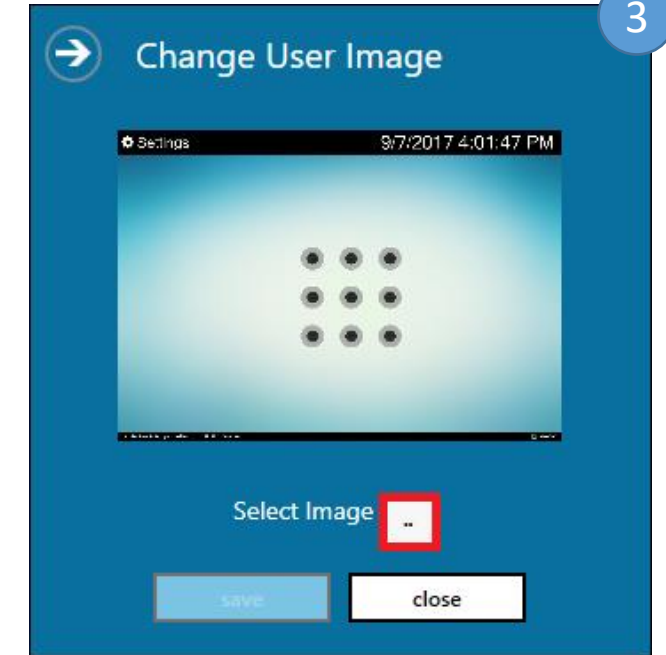 3
Change User Image
Settings 9/7/2017 4:01:47 PM
Select Image ..
save close